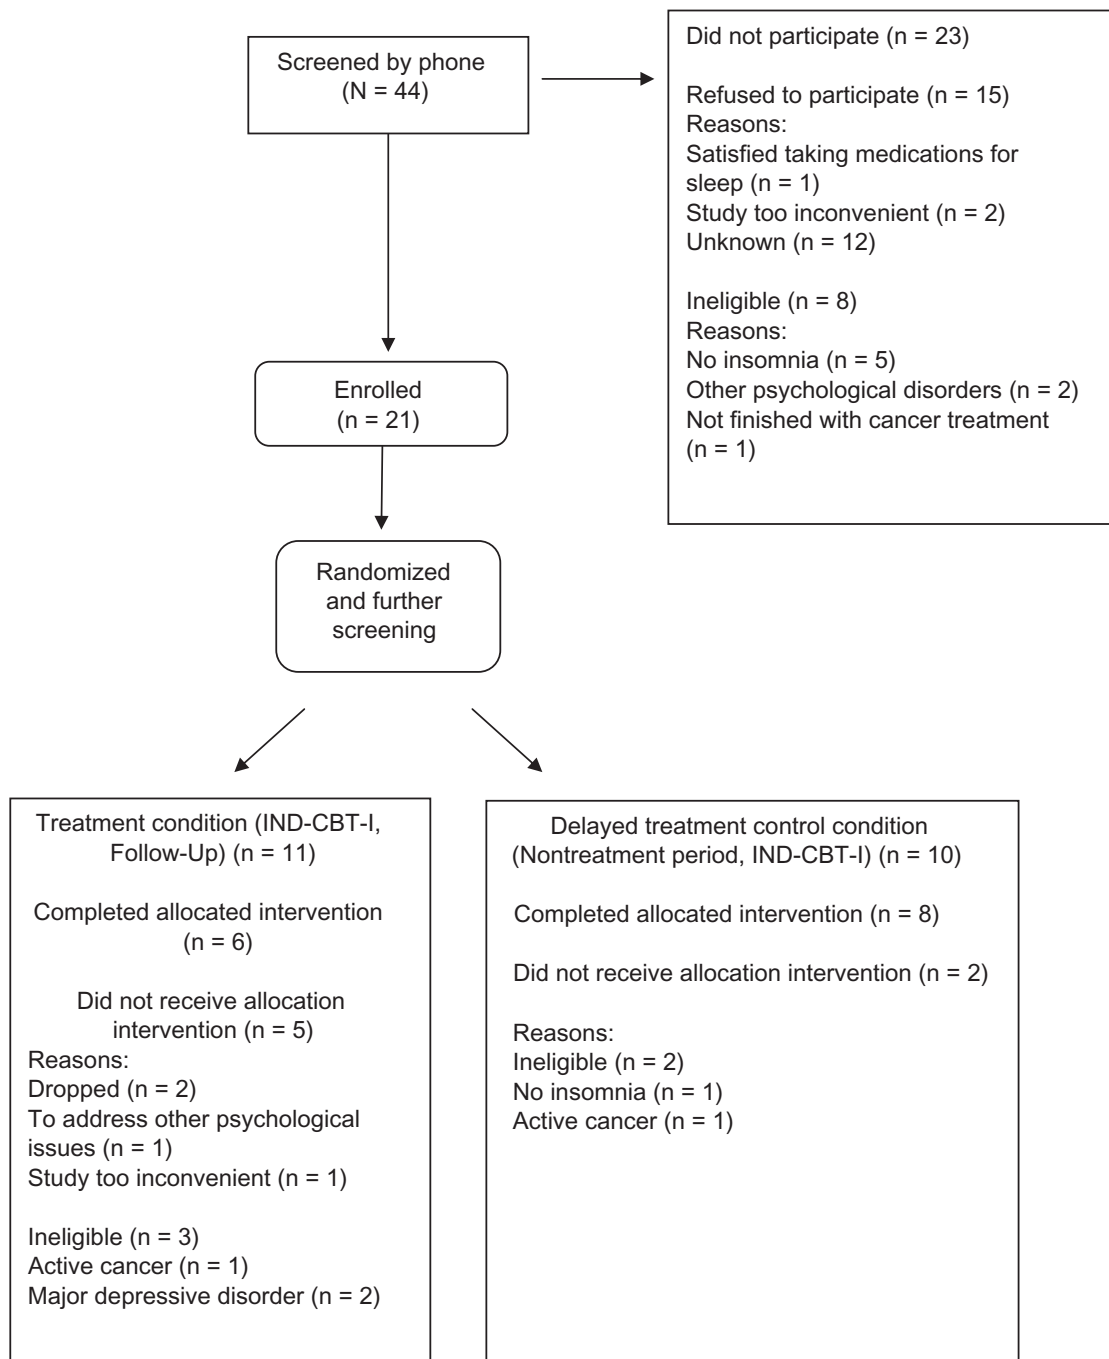 Screened by phone
(N = 44)
Did not participate (n = 23)
Refused to participate (n = 15)
Reasons:
Satisfied taking medications for
sleep (n = 1)
Study too inconvenient (n = 2)
Unknown (n = 12)
Ineligible (n = 8)
Reasons:
No insomnia (n = 5)
Other psychological disorders (n = 2)
Not finished with cancer treatment
(n = 1)
Enrolled
(n = 21)
Randomized
and further
screening
Treatment condition (IND-CBT-I,
Follow-Up) (n = 11)
Completed allocated intervention
(n = 6)
Did not receive allocation
intervention (n = 5)
Reasons:
Dropped (n = 2)
To address other psychological
issues (n = 1)
Study too inconvenient (n = 1)
Ineligible (n = 3)
Active cancer (n = 1)
Major depressive disorder (n = 2)
Delayed treatment control condition
(Nontreatment period, IND-CBT-I) (n = 10)
Completed allocated intervention (n = 8)
Did not receive allocation intervention (n = 2)
Reasons:
Ineligible (n = 2)
No insomnia (n = 1)
Active cancer (n = 1)